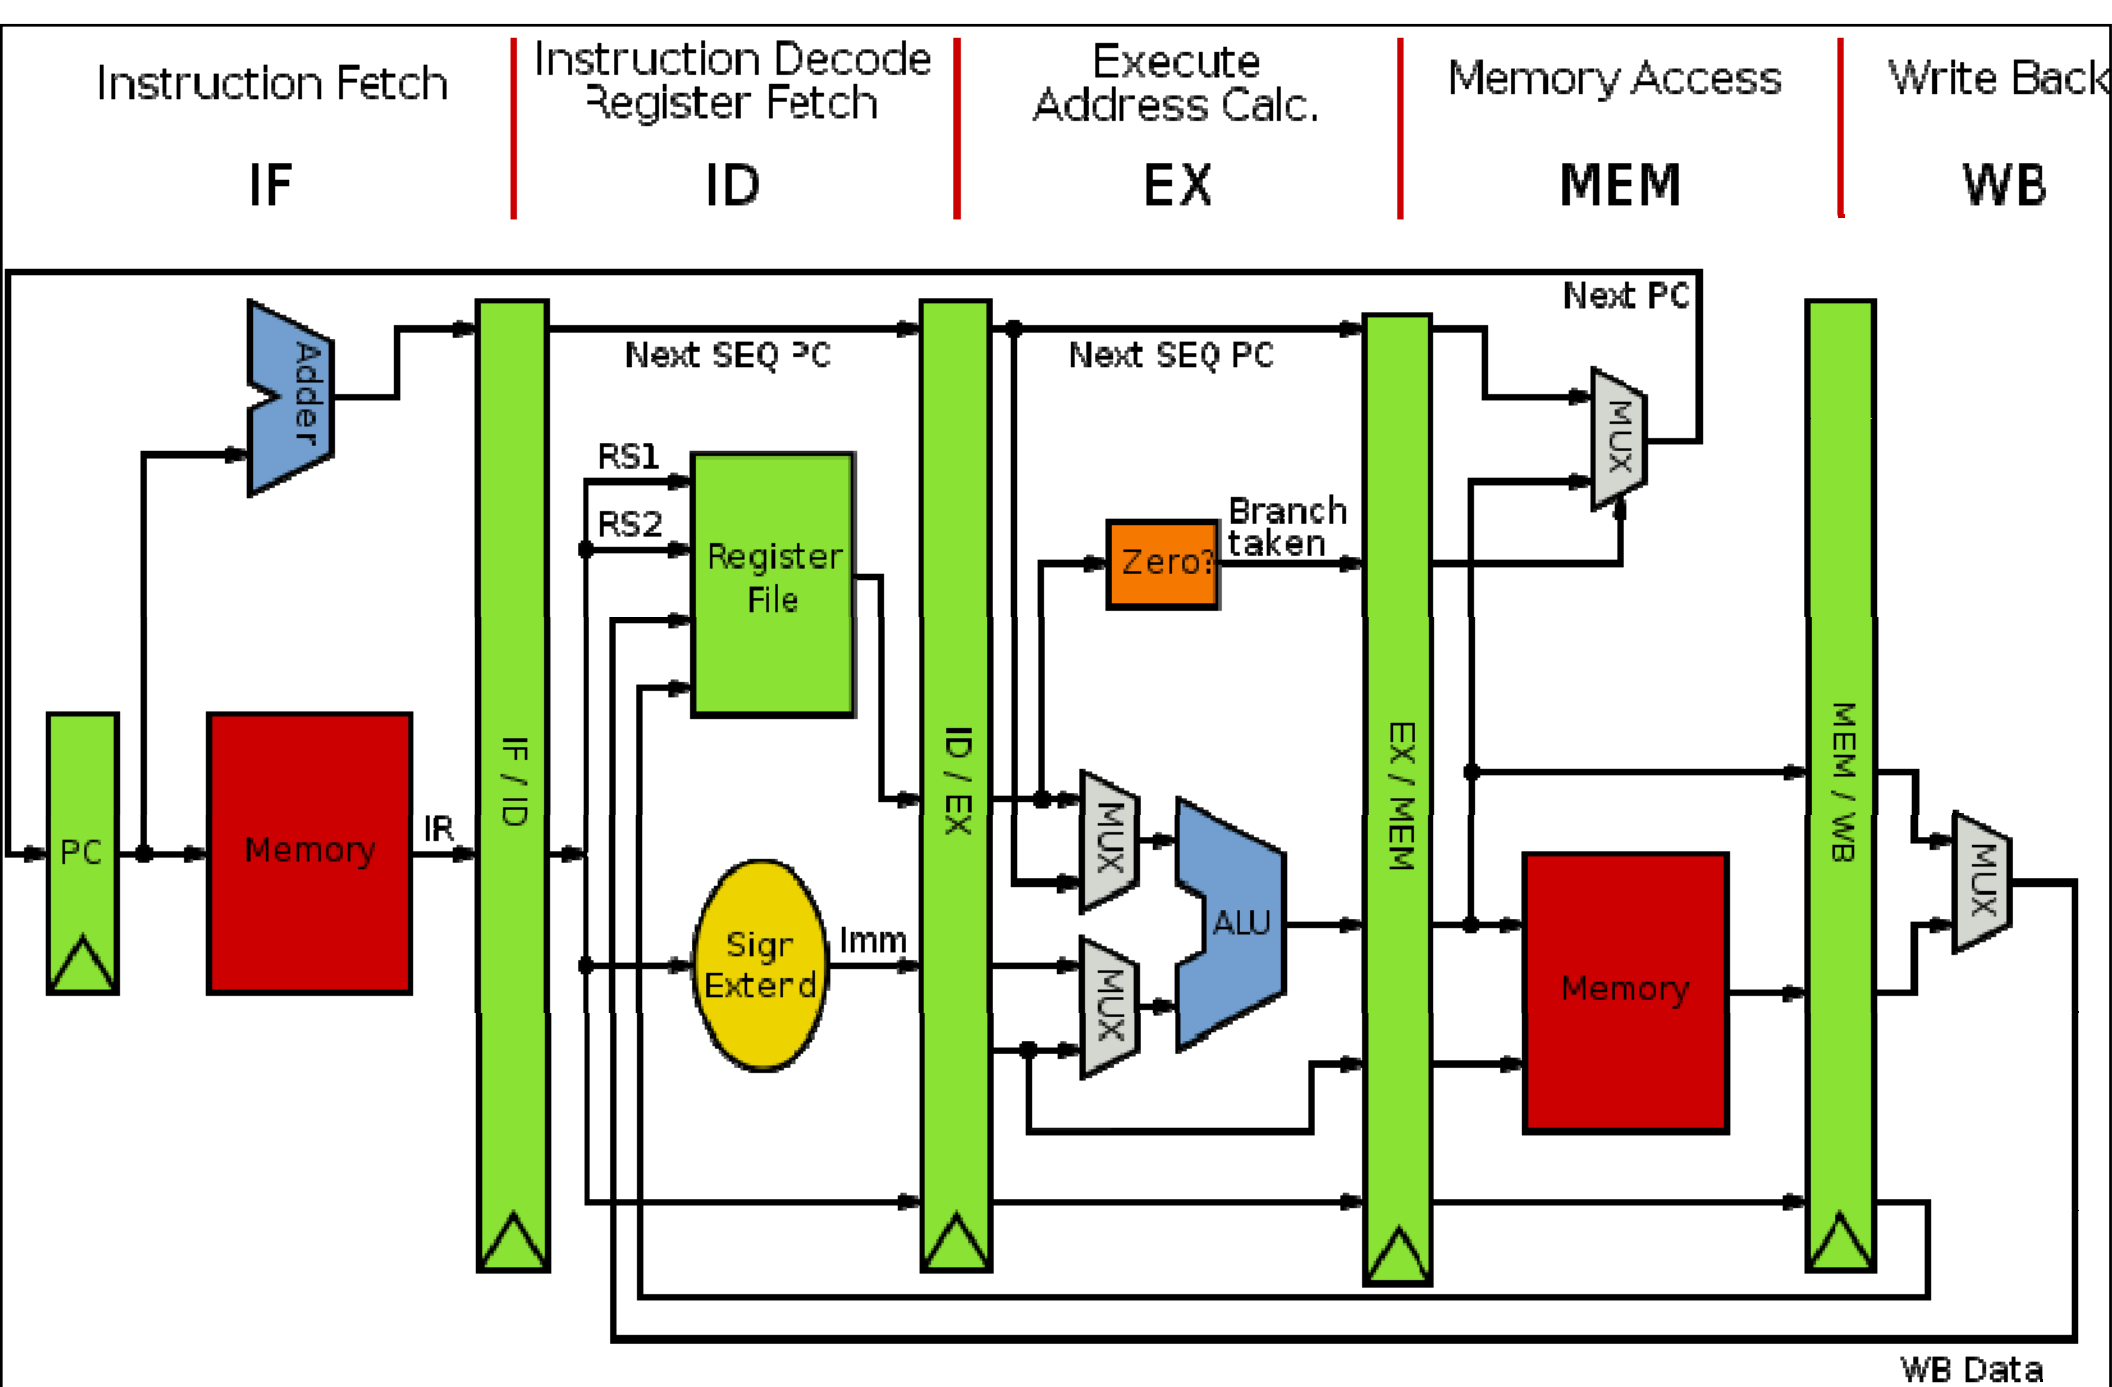 Instruction Fetch
Instruction Decode
Register Fetch
Execute
Address Calc.
Memory Access
Write Back
IF
ID
EX
MEM
WB
Next PC
Adder
Next SEQ PC
Next SEQ PC
MUX
RS1
RS2
Register
File
Branch
taken
Zero?
IF / ID
ID / EX
EX / MEM
MEM / WB
PC
Memory
IR
MUX
ALU
MUX
Sign
Extend
Imm
MUX
Memory
WB Data